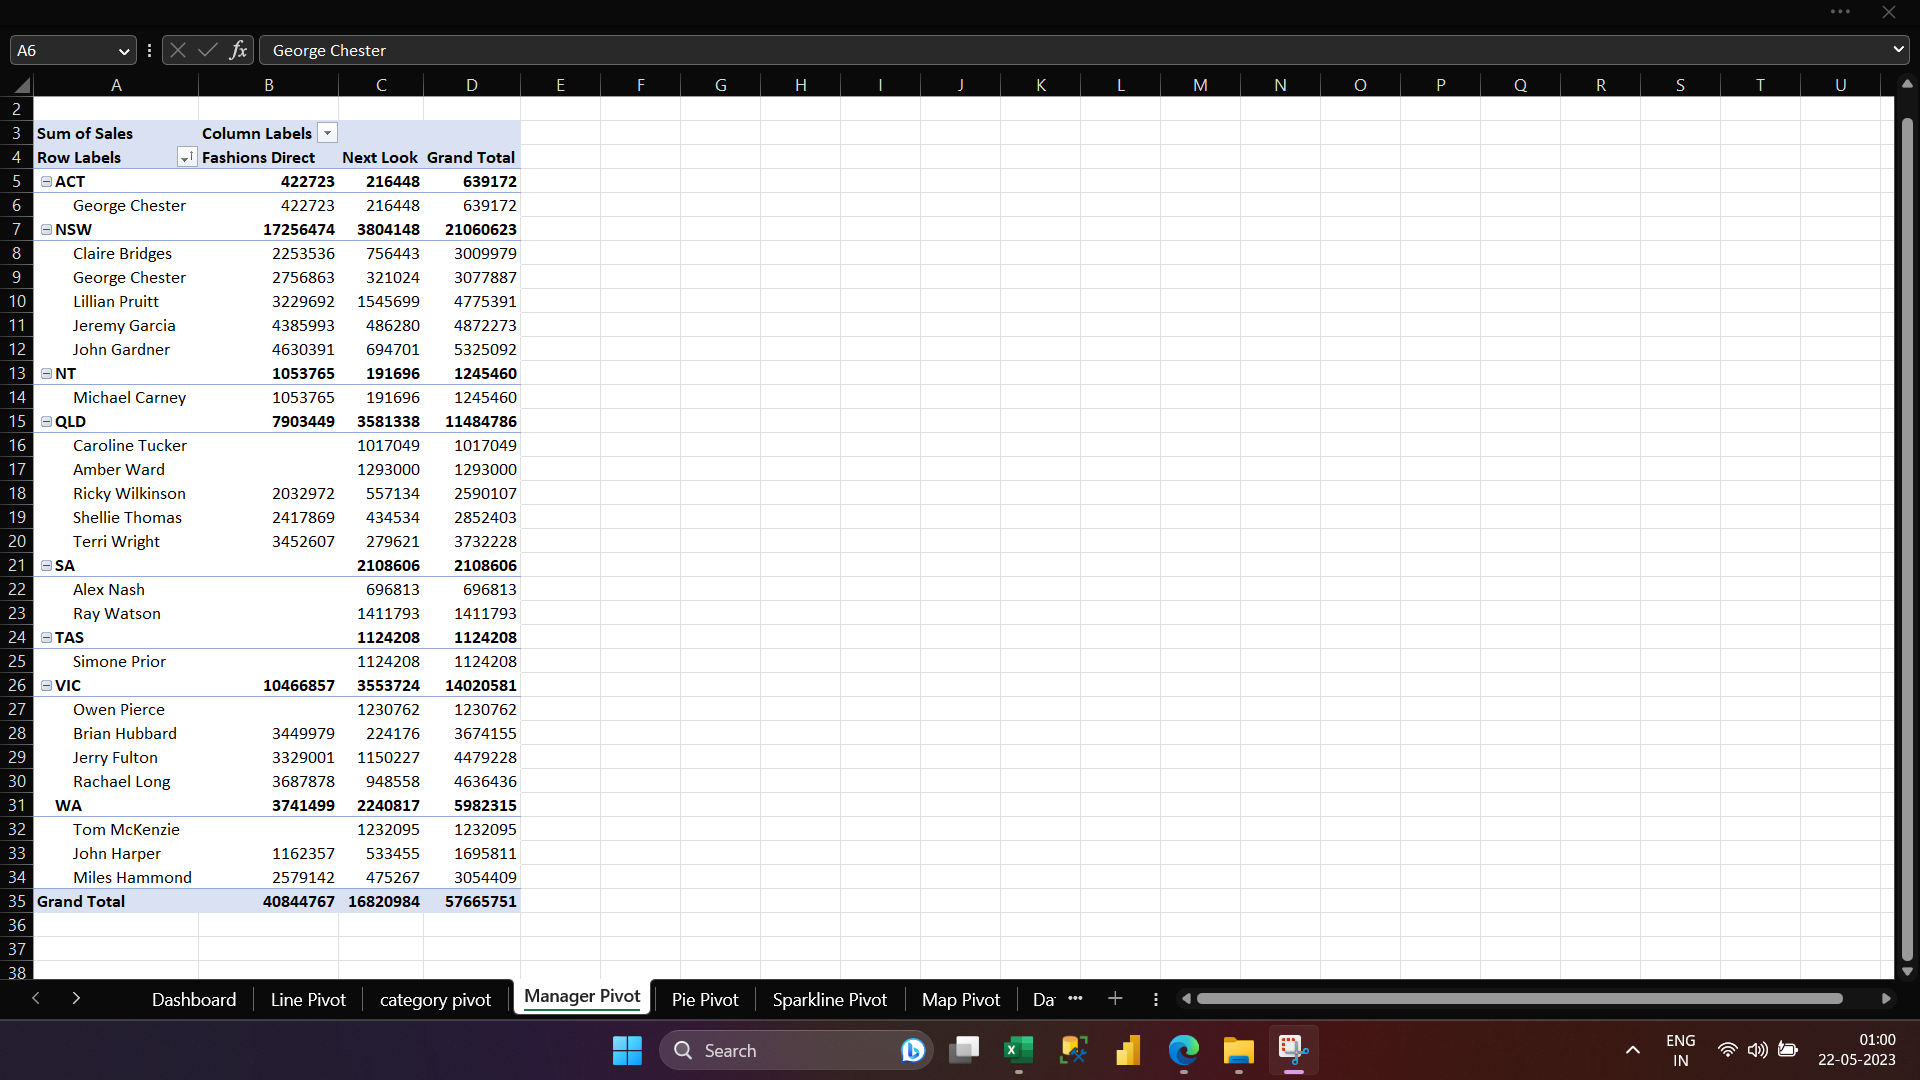 A6 fx George Chester
A B C D E F G H I J K L M N O P Q R S T U
2
3 Sum of Sales Column Labels
4 Row Labels Fashions Direct Next Look Grand Total
5 ACT 422723 216448 639172
6 George Chester 422723 216448 639172
7 NSW 17256474 3804148 21060623
8 Claire Bridges 2253536 756443 3009979
9 George Chester 2756863 321024 3077887
10 Lillian Pruitt 3229692 1545699 4775391
11 Jeremy Garcia 4385993 486280 4872273
12 John Gardner 4630391 694701 5325092
13 NT 1053765 191696 1245460
14 Michael Carney 1053765 191696 1245460
15 QLD 7903449 3581338 11484786
16 Caroline Tucker 1017049 1017049
17 Amber Ward 1293000 1293000
18 Ricky Wilkinson 2032972 557134 2590107
19 Shellie Thomas 2417869 434534 2852403
20 Terri Wright 3452607 279621 3732228
21 SA 2108606 2108606
22 Alex Nash 696813 696813
23 Ray Watson 1411793 1411793
24 TAS 1124208 1124208
25 Simone Prior 1124208 1124208
26 VIC 10466857 3553724 14020581
27 Owen Pierce 1230762 1230762
28 Brian Hubbard 3449979 224176 3674155
29 Jerry Fulton 3329001 1150227 4479228
30 Rachael Long 3687878 948558 4636436
31 WA 3741499 2240817 5982315
32 Tom McKenzie 1232095 1232095
33 John Harper 1162357 533455 1695811
34 Miles Hammond 2579142 475267 3054409
35 Grand Total 40844767 16820984 57665751
36
37
38
Dashboard Line Pivot category pivot Manager Pivot Pie Pivot Sparkline Pivot Map Pivot Da
Search ENG 01:00
IN 22-05-2023